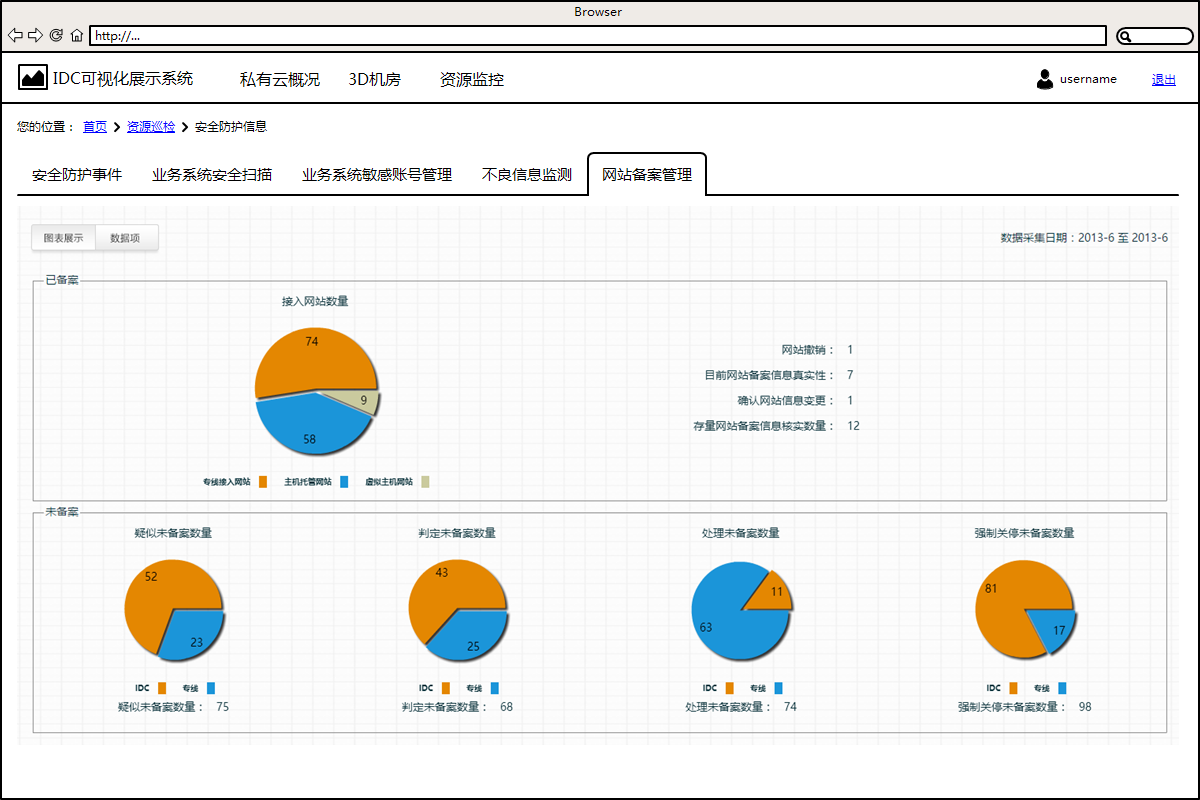 Browser
http://...
IDC可视化展示系统 私有云概况 3D机房 资源监控 username 退出
您的位置： 首页 资源巡检 安全防护信息
安全防护事件 业务系统安全扫描 业务系统敏感账号管理 不良信息监测 网站备案管理
图表展示 数据项 数据采集日期：2013-6 至 2013-6
已备案
接入网站数量
74
9
58
专线接入网站 主机托管网站 虚拟主机网站
网站撤销： 1
目前网站备案信息真实性： 7
确认网站信息变更： 1
存量网站备案信息核实数量： 12
未备案
疑似未备案数量
52
23
IDC 专线
疑似未备案数量： 75
判定未备案数量
43
25
IDC 专线
判定未备案数量： 68
处理未备案数量
11
63
IDC 专线
处理未备案数量： 74
强制关停未备案数量
81
17
IDC 专线
强制关停未备案数量： 98